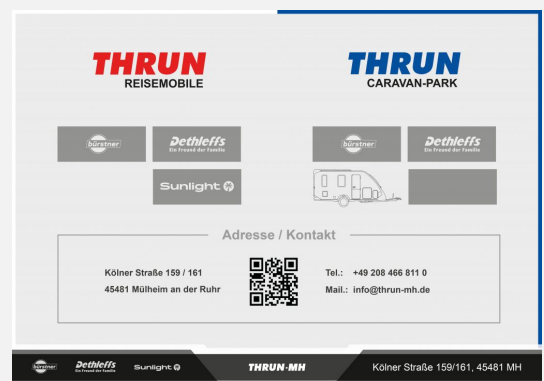 THRUN
REISEMOBILE
THRUN
CARAVAN-PARK
bürstner
Dethleffs
Ein Freund der Familie
bürstner
Dethleffs
Ein Freund der Familie
Sunlight
Adresse / Kontakt
Kölner Straße 159 / 161
45481 Mülheim an der Ruhr
Tel.: +49 208 466 811 0
Mail.: info@thrun-mh.de
bürstner
Dethleffs
Ein Freund der Familie
Sunlight
THRUN-MH
Kölner Straße 159/161, 45481 MH